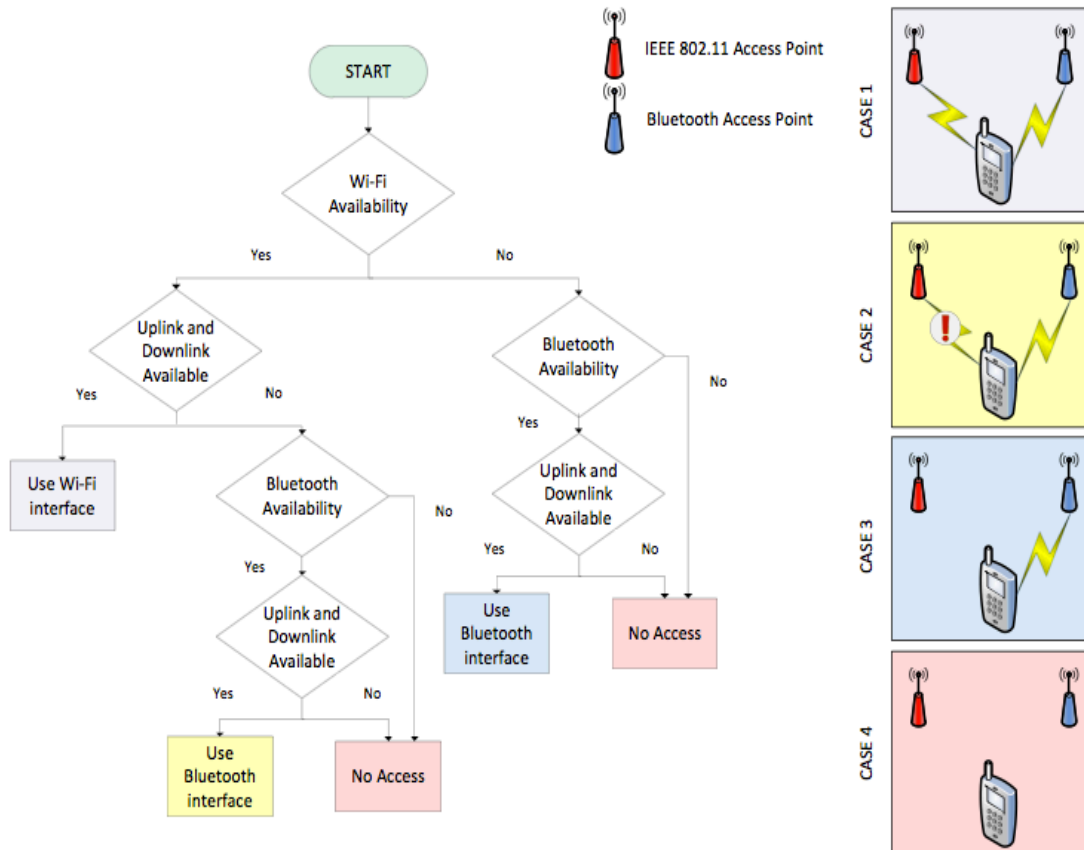 START
IEEE 802.11 Access Point
Bluetooth Access Point
Wi-Fi
Availability
Yes
No
Uplink and
Downlink
Available
Yes
No
Use Wi-Fi
interface
Bluetooth
Availability
No
Yes
Uplink and
Downlink
Available
Yes
No
Use
Bluetooth
interface
No Access
Bluetooth
Availability
No
Yes
Uplink and
Downlink
Available
Yes
No
Use
Bluetooth
interface
No Access
CASE 1
CASE 2
CASE 3
CASE 4